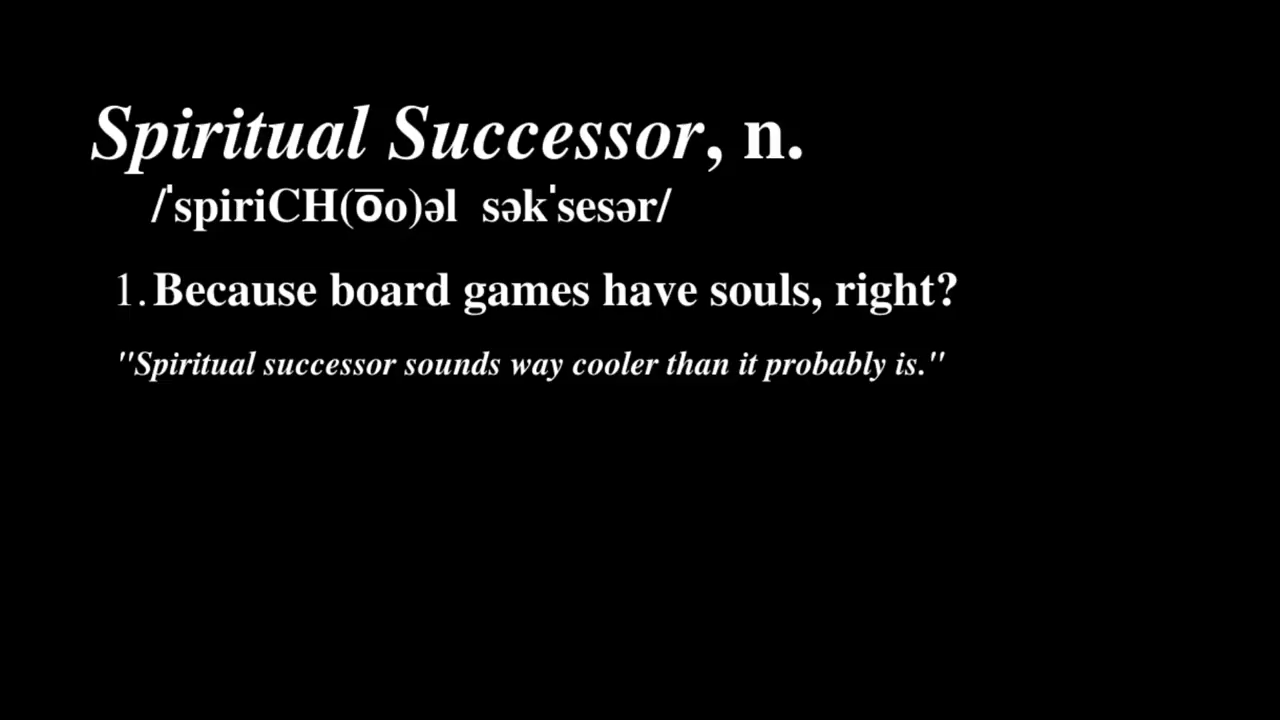 Spiritual Successor, n.
/ˈspiriCH(o͞o)əl  səkˈsesər/
1. Because board games have souls, right?
"Spiritual successor sounds way cooler than it probably is."